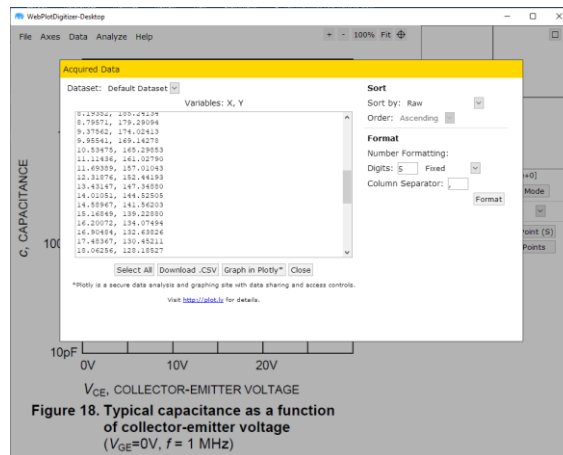 WebPlotDigitizer-Desktop
File Axes Data Analyze Help
+ - 100% Fit
Acquired Data
Dataset: Default Dataset
Variables: X, Y
8.79571, 179.29094
9.37562, 174.02413
9.95541, 169.14278
10.53475, 165.29853
11.11436, 161.02790
11.69389, 157.01043
12.31876, 152.44193
13.43147, 147.34880
14.01051, 144.52505
14.58967, 141.56203
15.16849, 139.22880
16.20072, 134.07494
16.90484, 132.63826
17.48367, 130.45211
18.06256, 128.18527
Sort
Sort by: Raw
Order: Ascending
Format
Number Formatting:
Digits: 5 Fixed
Column Separator: ,
Format
Select All Download .CSV Graph in Plotly* Close
*Plotly is a secure data analysis and graphing site with data sharing and access controls.
Visit http://plot.ly for details.
Mode
Points
C, CAPACITANCE
10pF
0V 10V 20V
VCE, COLLECTOR-EMITTER VOLTAGE
Figure 18. Typical capacitance as a function
of collector-emitter voltage
(VGE=0V, f = 1 MHz)